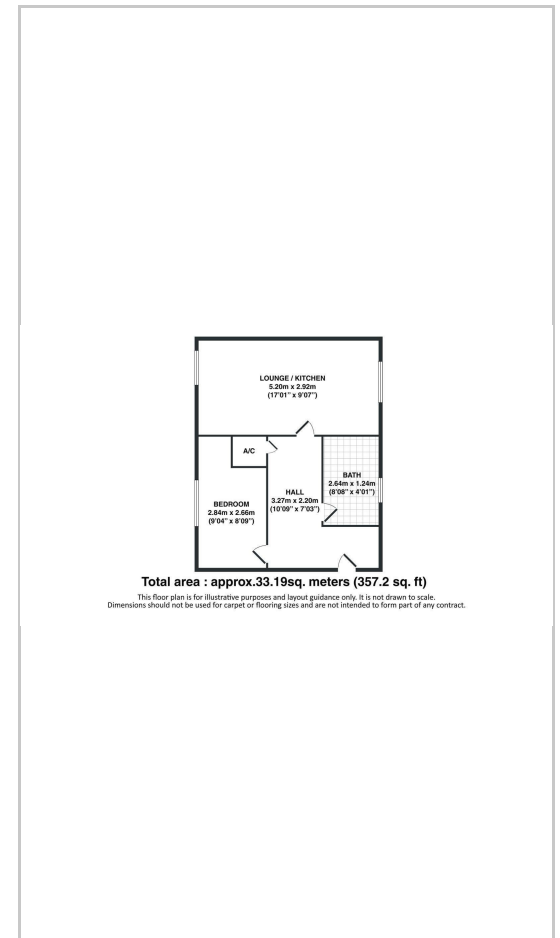 LOUNGE / KITCHEN
5.20m x 2.92m
(17'01" x 9'07")
A/C
BATH
2.64m x 1.24m
(8'08" x 4'01")
HALL
3.27m x 2.20m
(10'09" x 7'03")
BEDROOM
2.84m x 2.66m
(9'04" x 8'09")
Total area : approx.33.19sq. meters (357.2 sq. ft)
This floor plan is for illustrative purposes and layout guidance only. It is not drawn to scale.
Dimensions should not be used for carpet or flooring sizes and are not intended to form part of any contract.